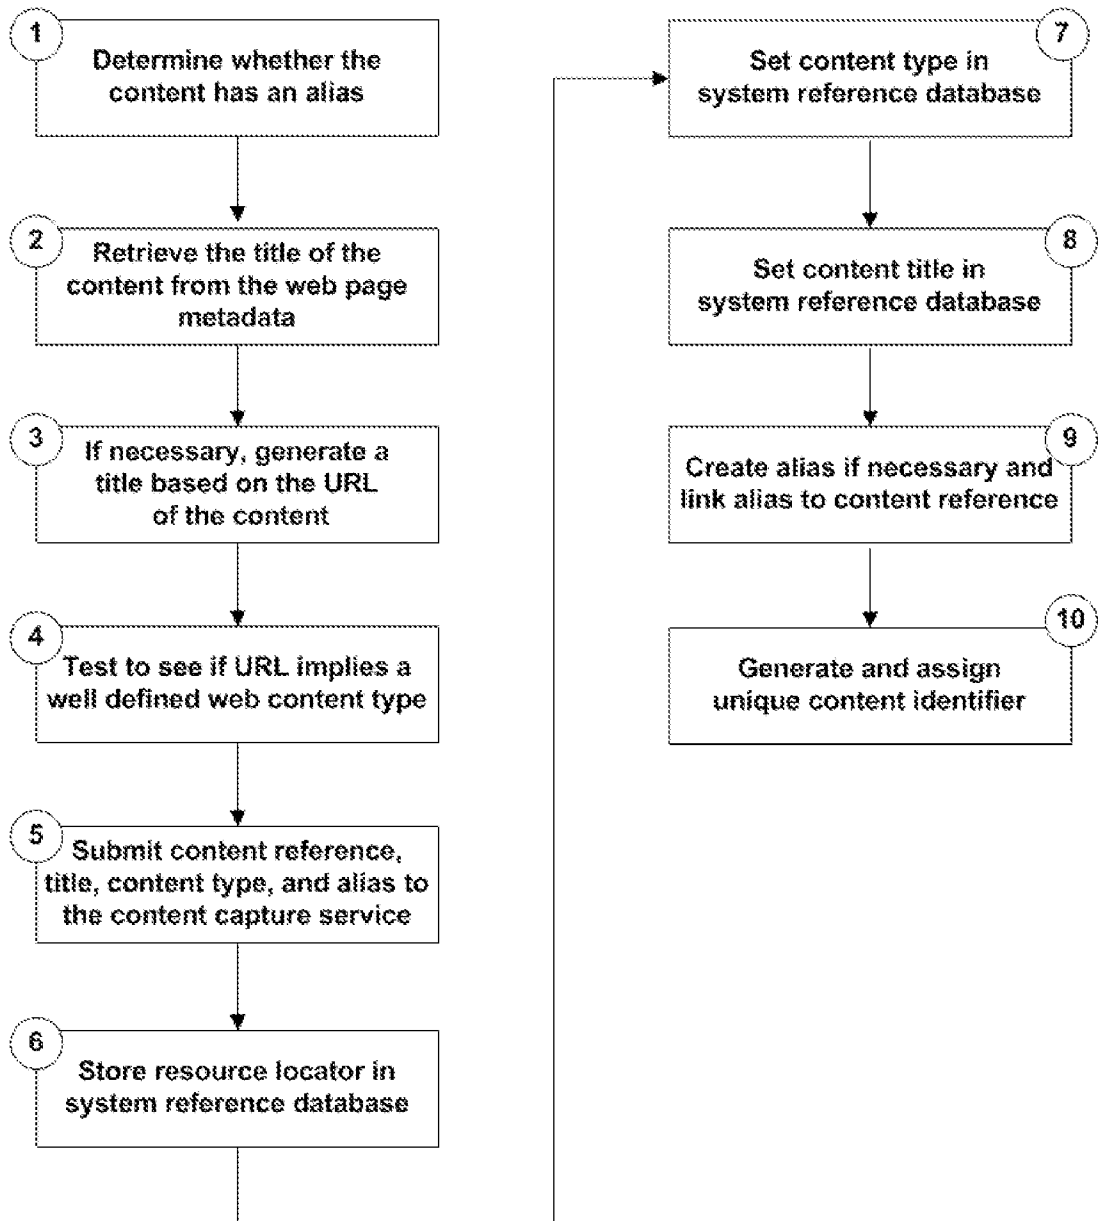 1
Determine whether the
content has an alias
2
Retrieve the title of the
content from the web page
metadata
3
If necessary, generate a
title based on the URL
of the content
4
Test to see if URL implies a
well defined web content type
5
Submit content reference,
title, content type, and alias to
the content capture service
6
Store resource locator in
system reference database
7
Set content type in
system reference database
8
Set content title in
system reference database
9
Create alias if necessary and
link alias to content reference
10
Generate and assign
unique content identifier